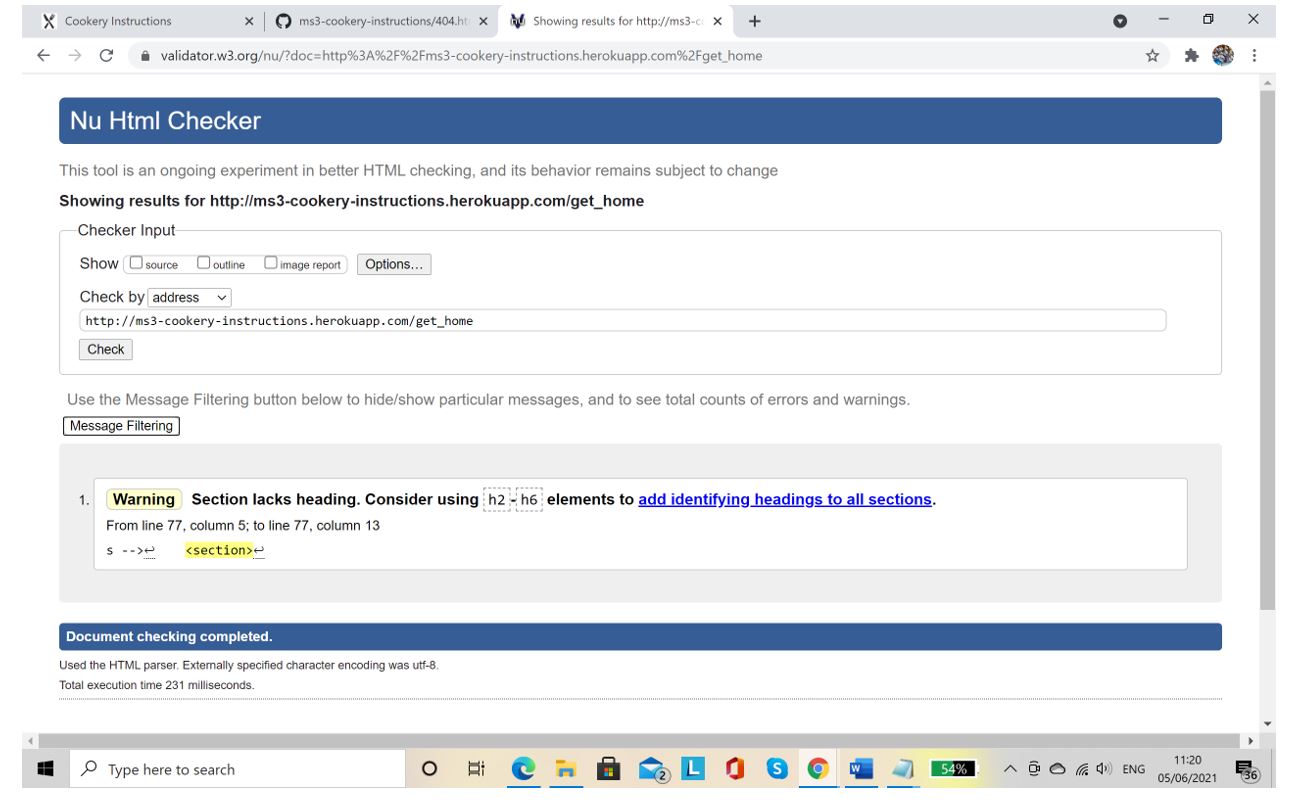 Cookery Instructions
ms3-cookery-instructions/404.ht
Showing results for http://ms3-c
validator.w3.org/nu/?doc=http%3A%2F%2Fms3-cookery-instructions.herokuapp.com%2Fget_home
Nu Html Checker
This tool is an ongoing experiment in better HTML checking, and its behavior remains subject to change
Showing results for http://ms3-cookery-instructions.herokuapp.com/get_home
Checker Input
Show source outline image report Options...
Check by address
http://ms3-cookery-instructions.herokuapp.com/get_home
Check
Use the Message Filtering button below to hide/show particular messages, and to see total counts of errors and warnings.
Message Filtering
1. Warning Section lacks heading. Consider using h2-h6 elements to add identifying headings to all sections.
From line 77, column 5; to line 77, column 13
s -->↩ <section>↩
Document checking completed.
Used the HTML parser. Externally specified character encoding was utf-8.
Total execution time 231 milliseconds.
Type here to search
2
L
S
W
54%
ENG
11:20
05/06/2021
36